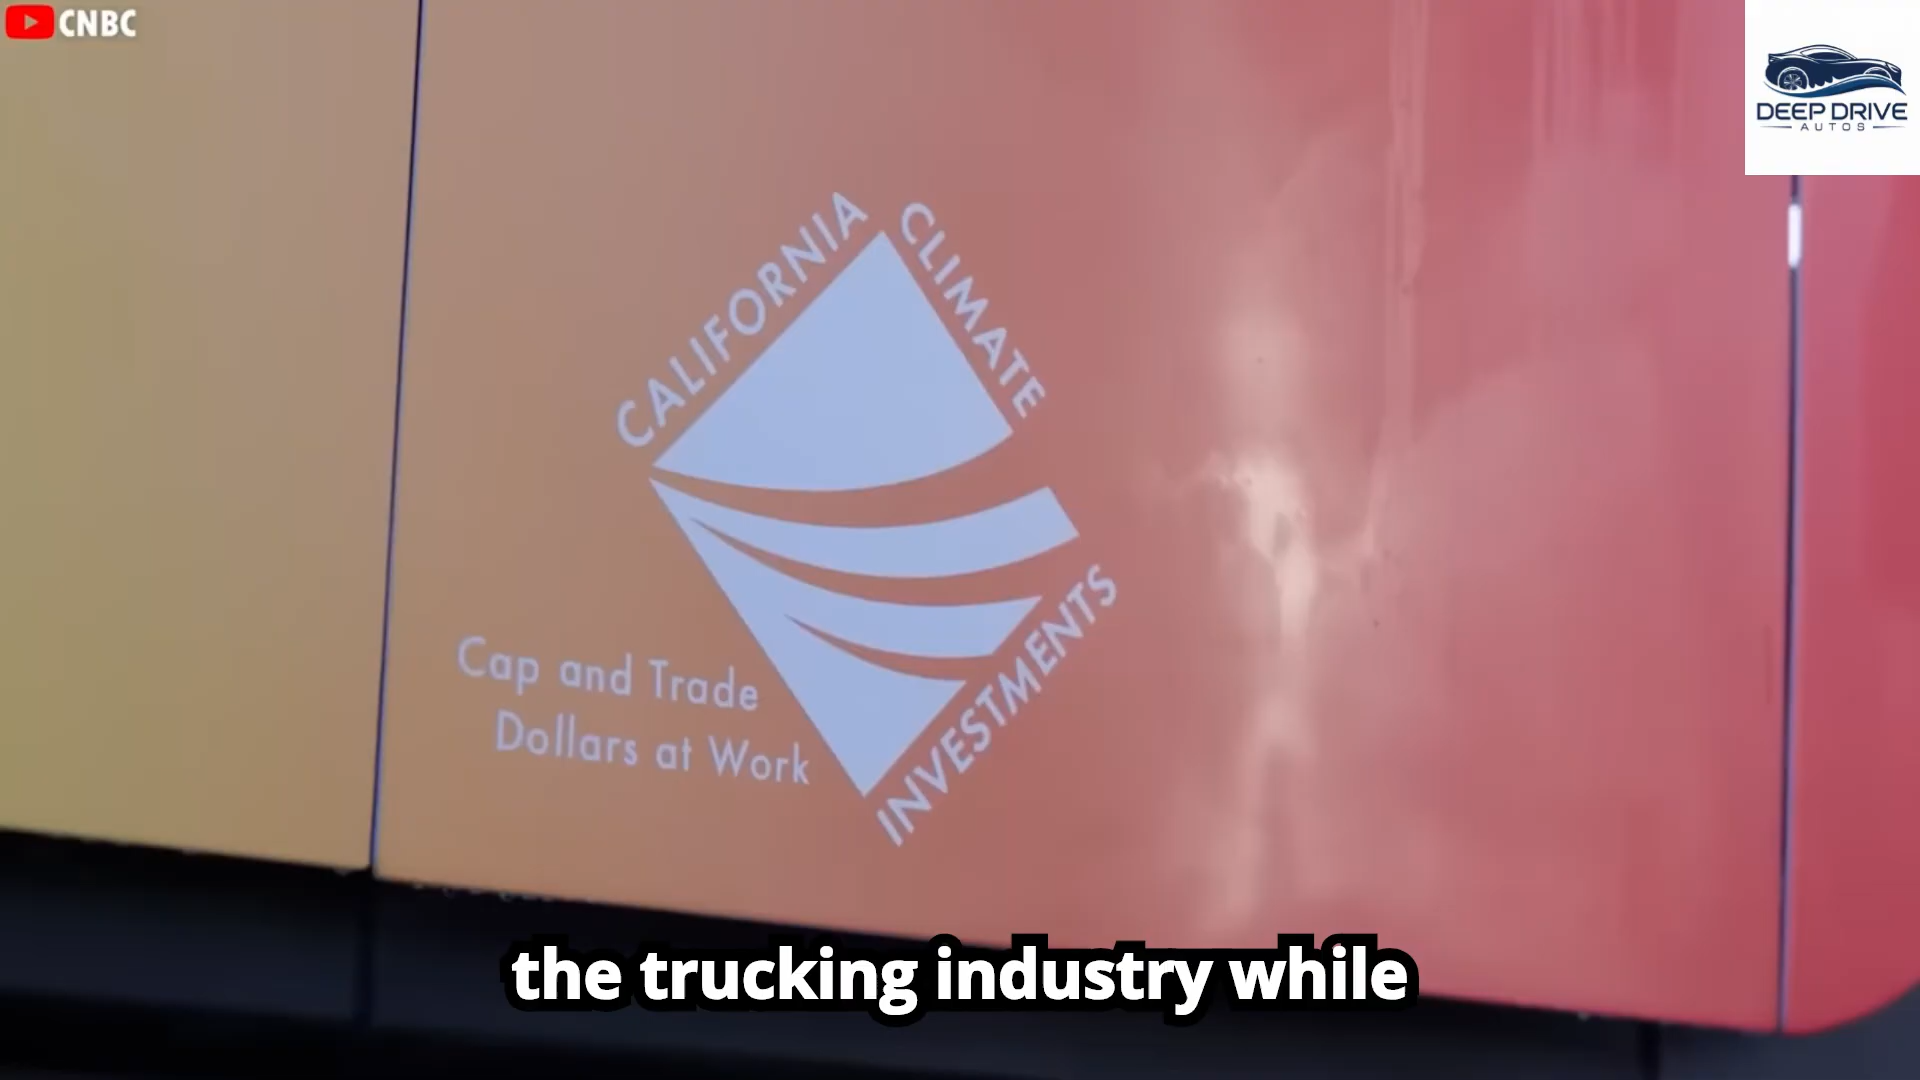 CNBC
DEEP DRIVE
AUTOS
CALIFORNIA
CLIMATE
INVESTMENTS
Cap and Trade
Dollars at Work
the trucking industry while